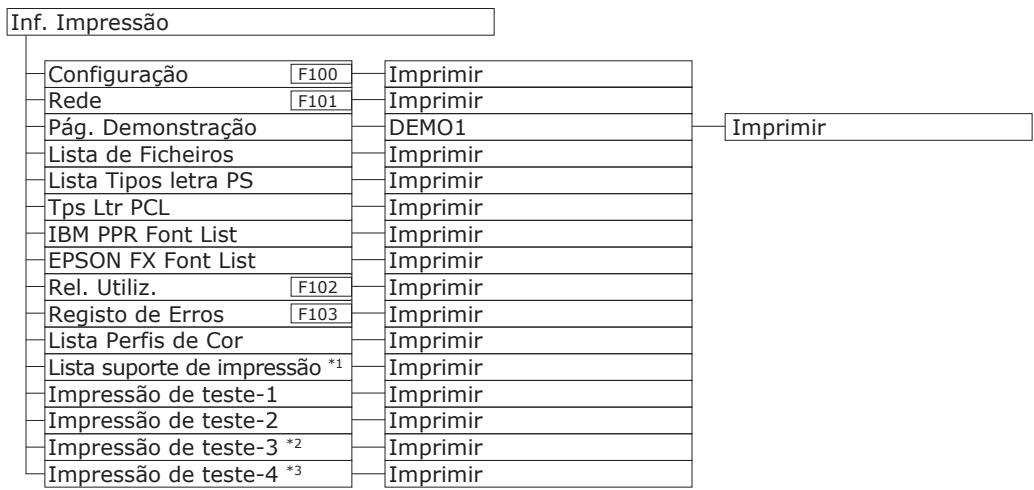 Inf. Impressão
Configuração F100 Imprimir
Rede F101 Imprimir
Pág. Demonstração DEMO1 Imprimir
Lista de Ficheiros Imprimir
Lista Tipos letra PS Imprimir
Tps Ltr PCL Imprimir
IBM PPR Font List Imprimir
EPSON FX Font List Imprimir
Rel. Utiliz. F102 Imprimir
Registo de Erros F103 Imprimir
Lista Perfis de Cor Imprimir
Lista suporte de impressão *1 Imprimir
Impressão de teste-1 Imprimir
Impressão de teste-2 Imprimir
Impressão de teste-3 *2 Imprimir
Impressão de teste-4 *3 Imprimir